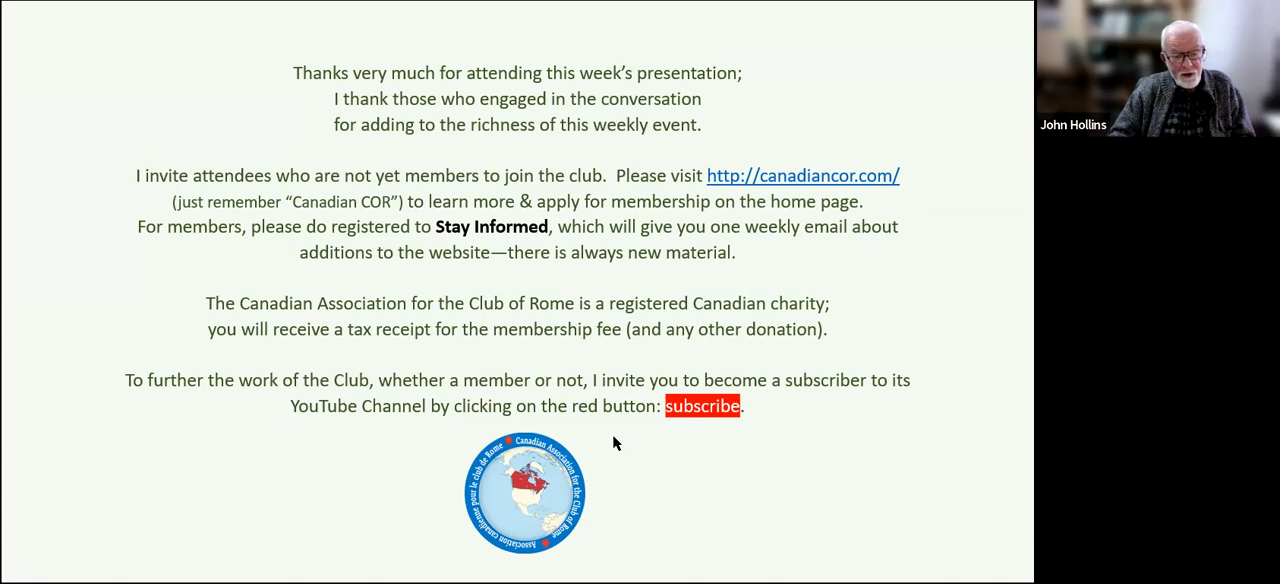 Thanks very much for attending this week’s presentation;
I thank those who engaged in the conversation
for adding to the richness of this weekly event.
I invite attendees who are not yet members to join the club. Please visit http://canadiancor.com/
(just remember “Canadian COR”) to learn more & apply for membership on the home page.
For members, please do registered to Stay Informed, which will give you one weekly email about
additions to the website—there is always new material.
The Canadian Association for the Club of Rome is a registered Canadian charity;
you will receive a tax receipt for the membership fee (and any other donation).
To further the work of the Club, whether a member or not, I invite you to become a subscriber to its
YouTube Channel by clicking on the red button: subscribe.
Canadian Association for the Club of Rome
Association canadienne pour le club de Rome
John Hollins